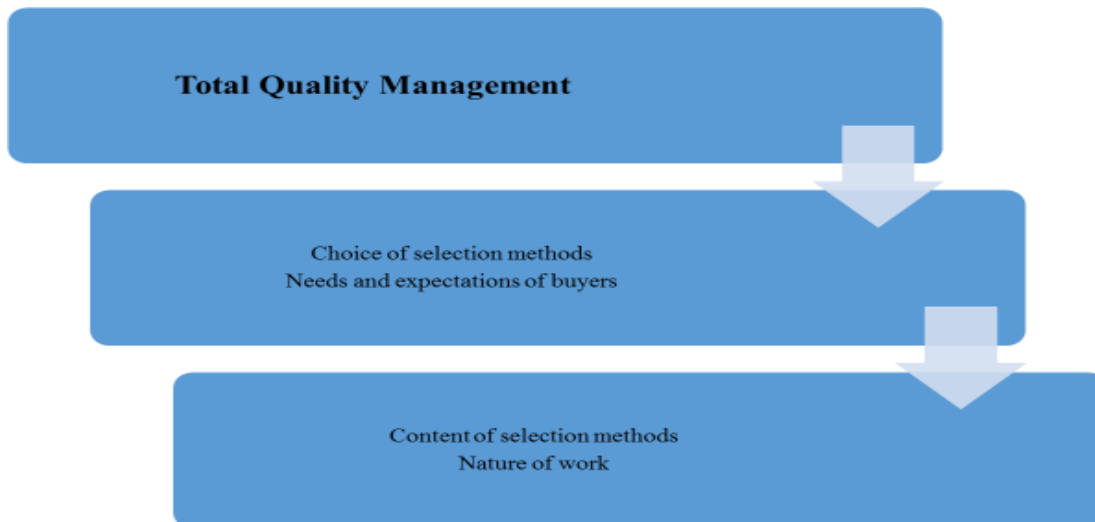 Total Quality Management
Choice of selection methods
Needs and expectations of buyers
Content of selection methods
Nature of work